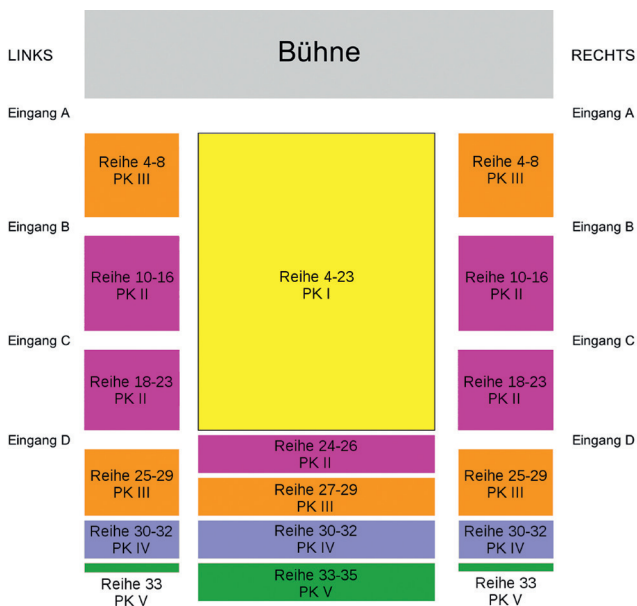 Bühne
LINKS
RECHTS
Eingang A
Eingang A
Reihe 4-8
PK III
Reihe 4-8
PK III
Eingang B
Eingang B
Reihe 10-16
PK II
Reihe 4-23
PK I
Reihe 10-16
PK II
Eingang C
Eingang C
Reihe 18-23
PK II
Reihe 18-23
PK II
Eingang D
Eingang D
Reihe 24-26
PK II
Reihe 25-29
PK III
Reihe 27-29
PK III
Reihe 25-29
PK III
Reihe 30-32
PK IV
Reihe 30-32
PK IV
Reihe 30-32
PK IV
Reihe 33
PK V
Reihe 33-35
PK V
Reihe 33
PK V